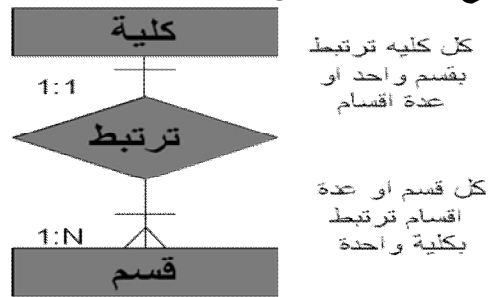 كلية
1:1
ترتبط
1:N
قسم
كل كليه ترتبط
بقسم واحد او
عدة اقسام
كل قسم او عدة
اقسام ترتبط
بكلية واحدة